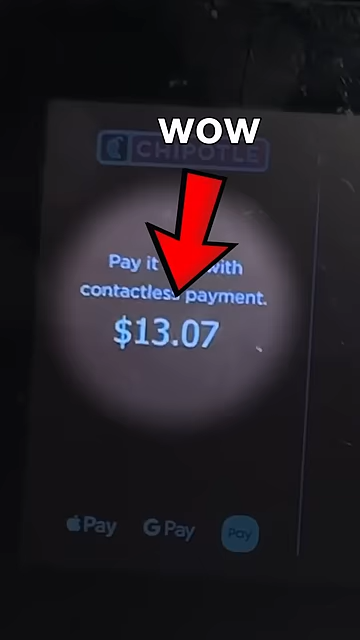 WOW
CHIPOTLE
Pay it with
contactless payment.
$13.07
Pay
G Pay
Pay